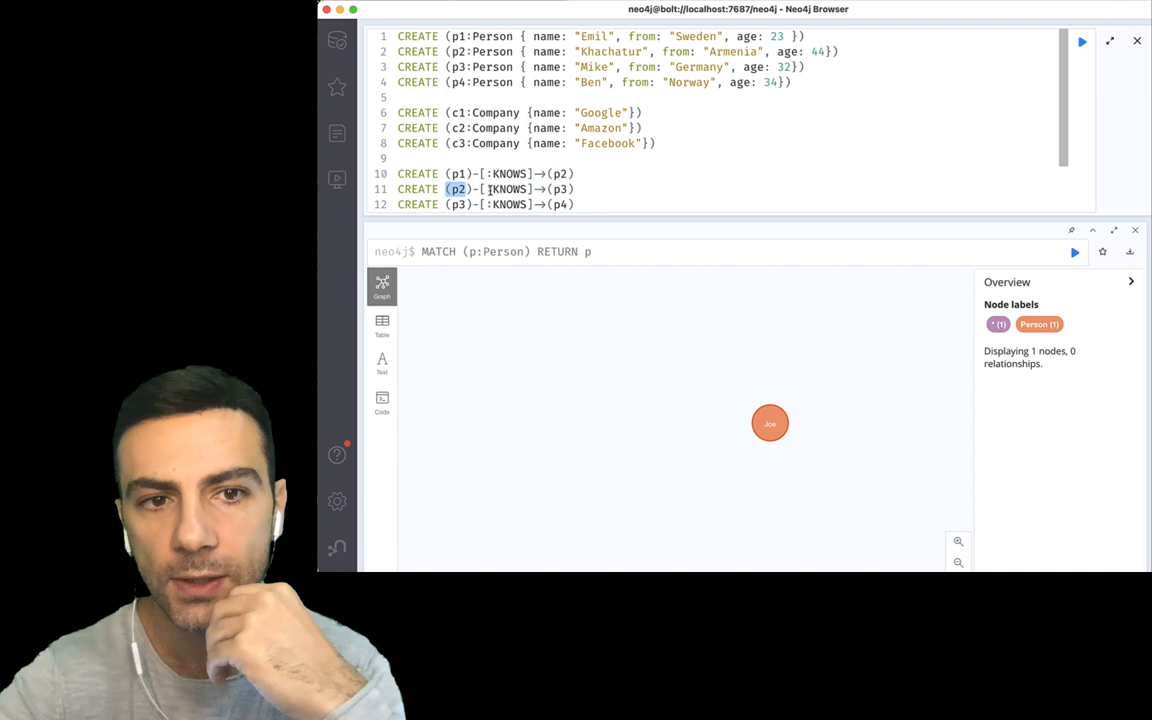 neo4j@bolt://localhost:7687/neo4j - Neo4j Browser
1 CREATE (p1:Person { name: "Emil", from: "Sweden", age: 23 })
2 CREATE (p2:Person { name: "Khachatur", from: "Armenia", age: 44})
3 CREATE (p3:Person { name: "Mike", from: "Germany", age: 32})
4 CREATE (p4:Person { name: "Ben", from: "Norway", age: 34})
5
6 CREATE (c1:Company {name: "Google"})
7 CREATE (c2:Company {name: "Amazon"})
8 CREATE (c3:Company {name: "Facebook"})
9
10 CREATE (p1)-[:KNOWS]->(p2)
11 CREATE (p2)-[:KNOWS]->(p3)
12 CREATE (p3)-[:KNOWS]->(p4)
neo4j$ MATCH (p:Person) RETURN p
Graph
Table
A
Text
Code
Joe
Overview
Node labels
* (1) Person (1)
Displaying 1 nodes, 0
relationships.